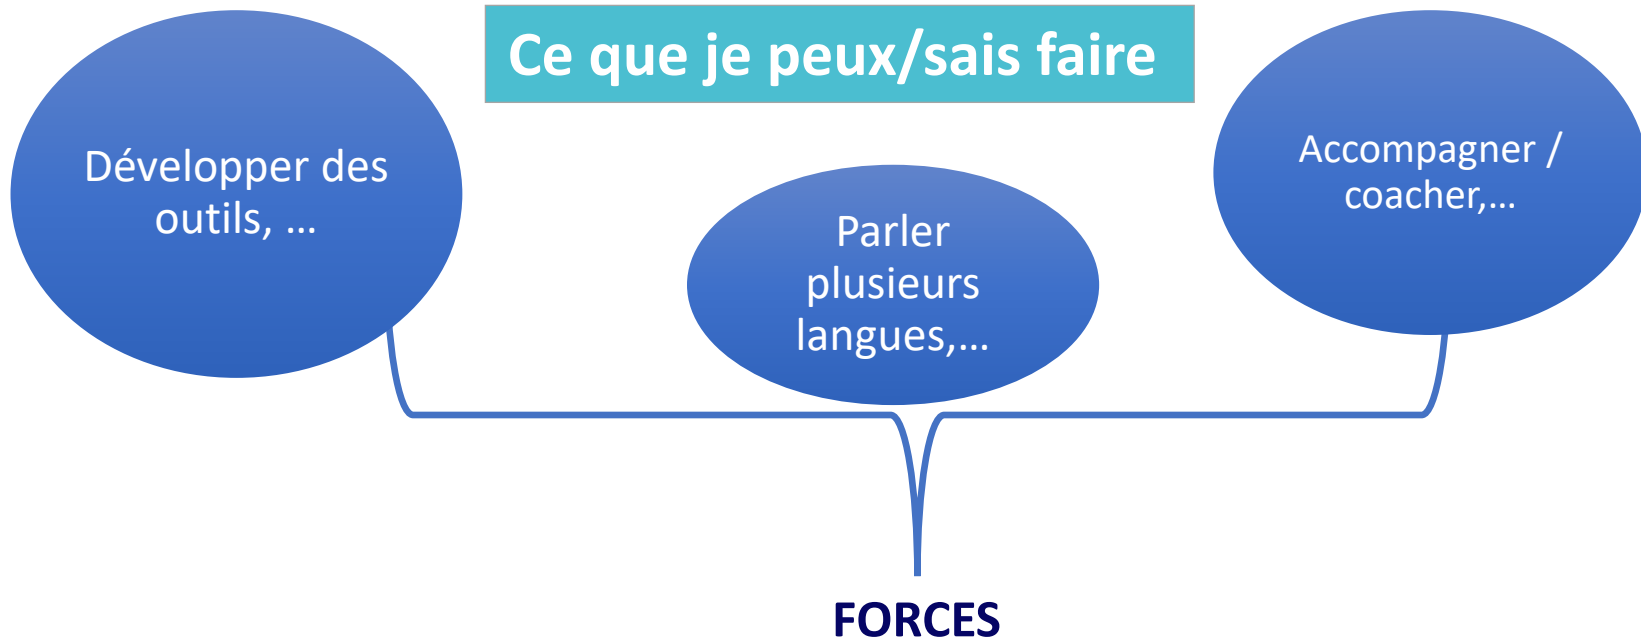 Ce que je peux/sais faire
Développer des
outils, ...
Parler
plusieurs
langues,...
Accompagner /
coacher,...
FORCES